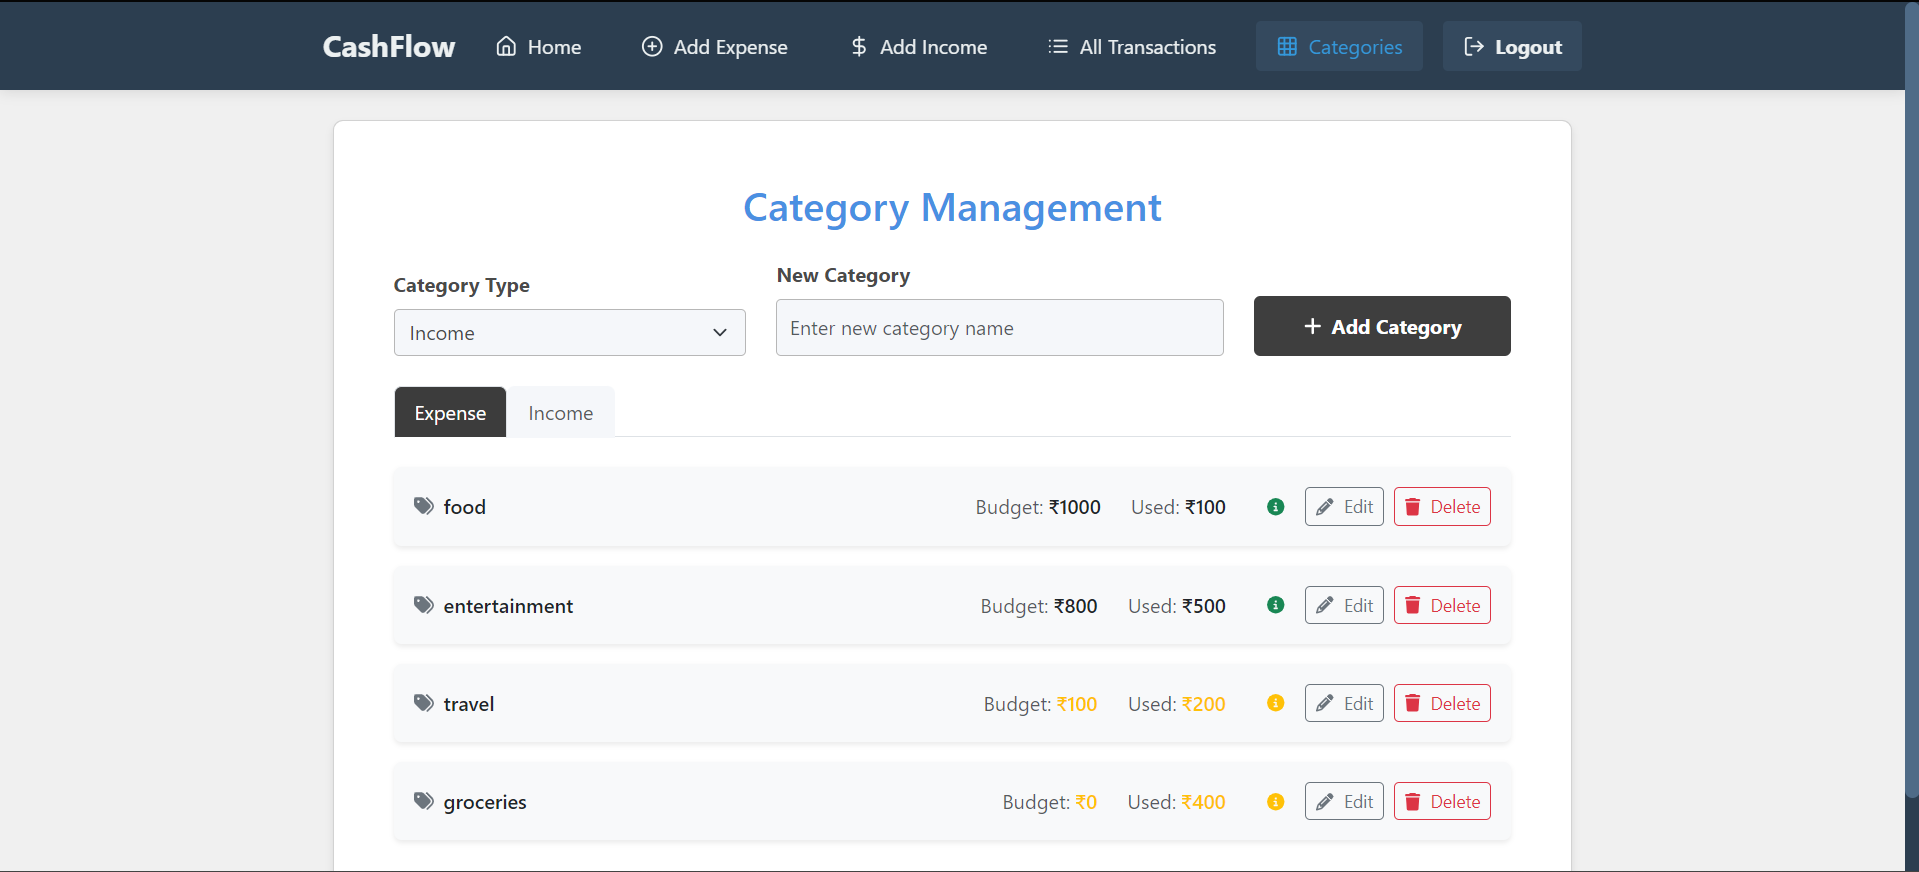 CashFlow Home Add Expense Add Income All Transactions Categories Logout
Category Management
Category Type
Income
New Category
Enter new category name
Add Category
Expense Income
food Budget: ₹1000 Used: ₹100 Edit Delete
entertainment Budget: ₹800 Used: ₹500 Edit Delete
travel Budget: ₹100 Used: ₹200 Edit Delete
groceries Budget: ₹0 Used: ₹400 Edit Delete